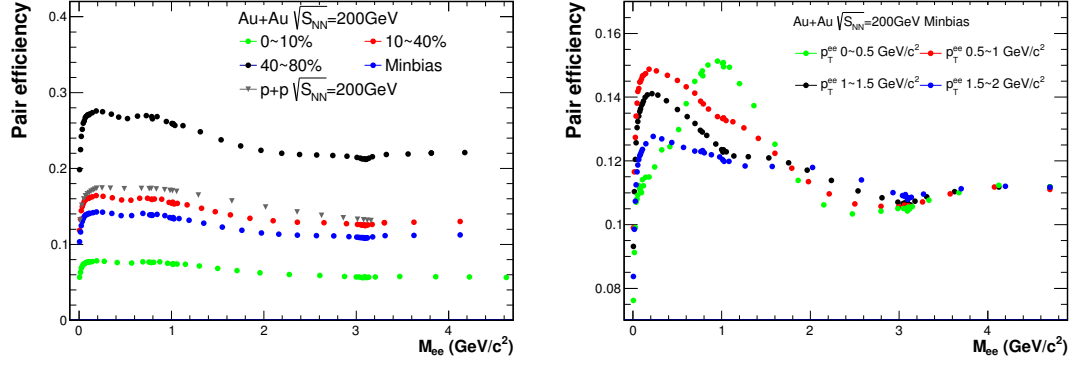 Au+Au √S_NN=200GeV
0~10%
10~40%
40~80%
Minbias
p+p √S_NN=200GeV
Pair efficiency
0.4
0.3
0.2
0.1
0
0 1 2 3 4
M_ee (GeV/c²)
Au+Au √S_NN=200GeV Minbias
p_T^ee 0~0.5 GeV/c²
p_T^ee 0.5~1 GeV/c²
p_T^ee 1~1.5 GeV/c²
p_T^ee 1.5~2 GeV/c²
Pair efficiency
0.16
0.14
0.12
0.1
0.08
0 1 2 3 4
M_ee (GeV/c²)